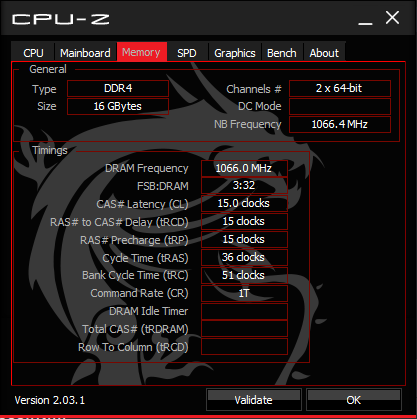 CPU-Z
CPU Mainboard Memory SPD Graphics Bench About
General
Type DDR4 Channels # 2 x 64-bit
Size 16 GBytes DC Mode
NB Frequency 1066.4 MHz
Timings
DRAM Frequency 1066.0 MHz
FSB:DRAM 3:32
CAS# Latency (CL) 15.0 clocks
RAS# to CAS# Delay (tRCD) 15 clocks
RAS# Precharge (tRP) 15 clocks
Cycle Time (tRAS) 36 clocks
Bank Cycle Time (tRC) 51 clocks
Command Rate (CR) 1T
DRAM Idle Timer
Total CAS# (tRDRAM)
Row To Column (tRCD)
Version 2.03.1 Validate OK